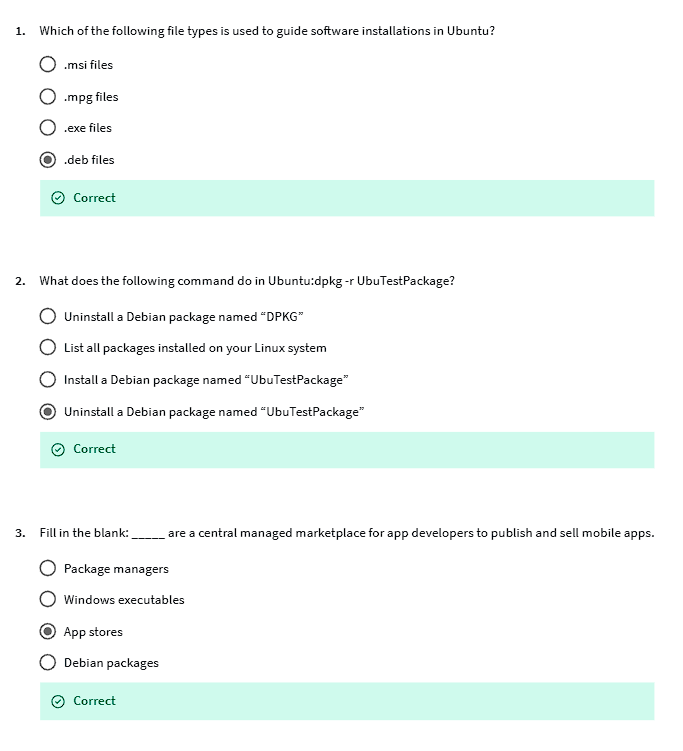 1. Which of the following file types is used to guide software installations in Ubuntu?
.msi files
.mpg files
.exe files
.deb files
Correct
2. What does the following command do in Ubuntu:dpkg -r UbuTestPackage?
Uninstall a Debian package named “DPKG”
List all packages installed on your Linux system
Install a Debian package named “UbuTestPackage”
Uninstall a Debian package named “UbuTestPackage”
Correct
3. Fill in the blank: _____ are a central managed marketplace for app developers to publish and sell mobile apps.
Package managers
Windows executables
App stores
Debian packages
Correct